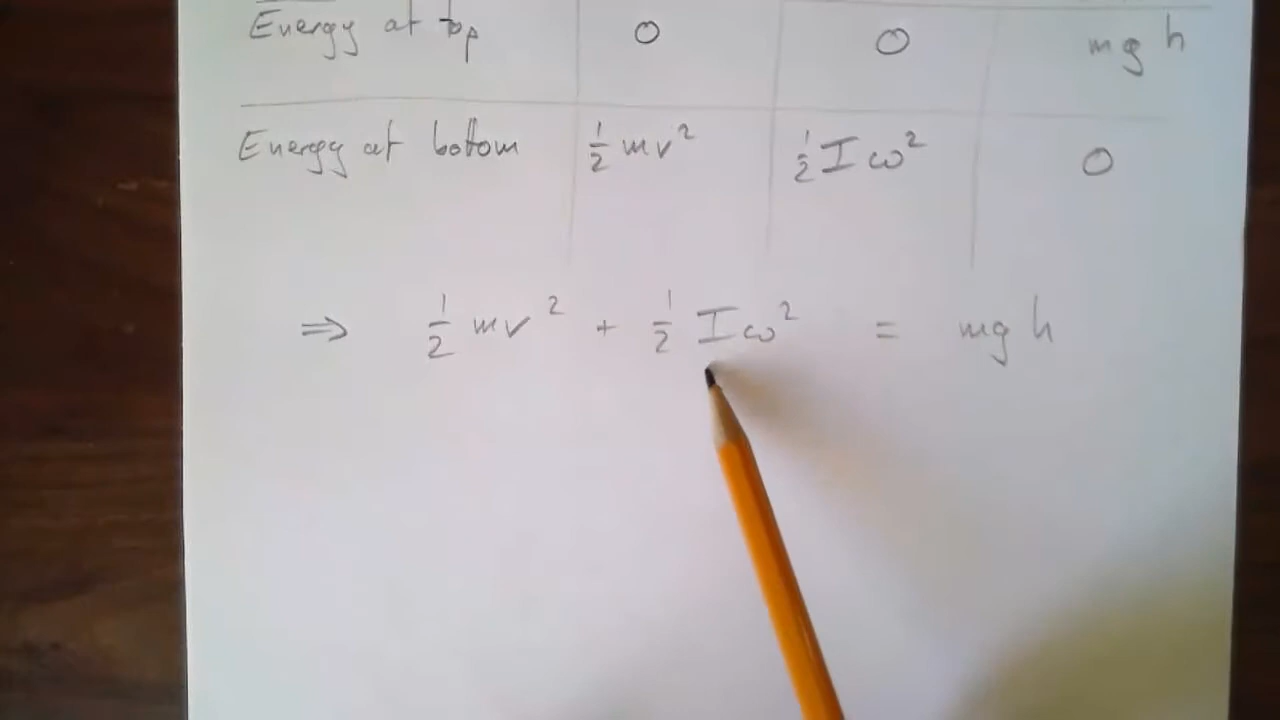 Energy at top 0 0 mgh
Energy at bottom ½mv² ½Iω² 0
⇒ ½mv² + ½Iω² = mgh